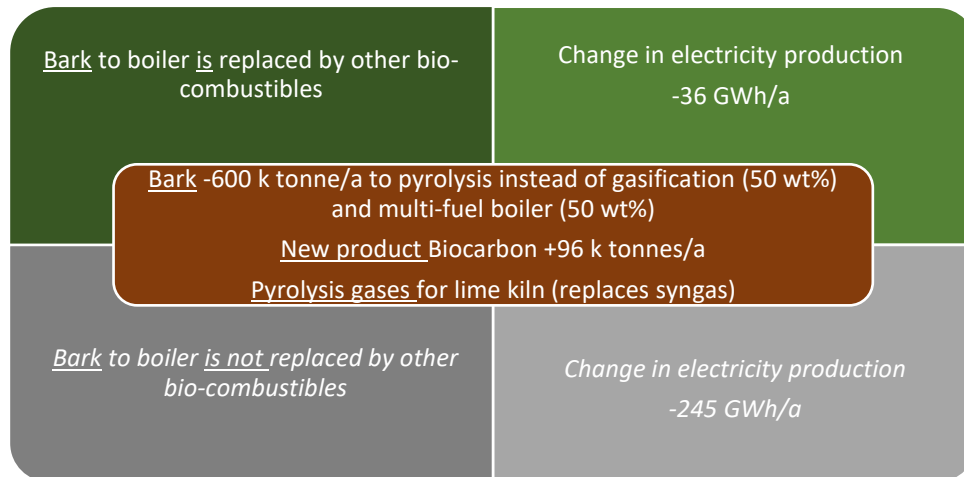 Bark to boiler is replaced by other bio-
combustibles
Change in electricity production
-36 GWh/a
Bark -600 k tonne/a to pyrolysis instead of gasification (50 wt%)
and multi-fuel boiler (50 wt%)
New product Biocarbon +96 k tonnes/a
Pyrolysis gases for lime kiln (replaces syngas)
Bark to boiler is not replaced by other
bio-combustibles
Change in electricity production
-245 GWh/a